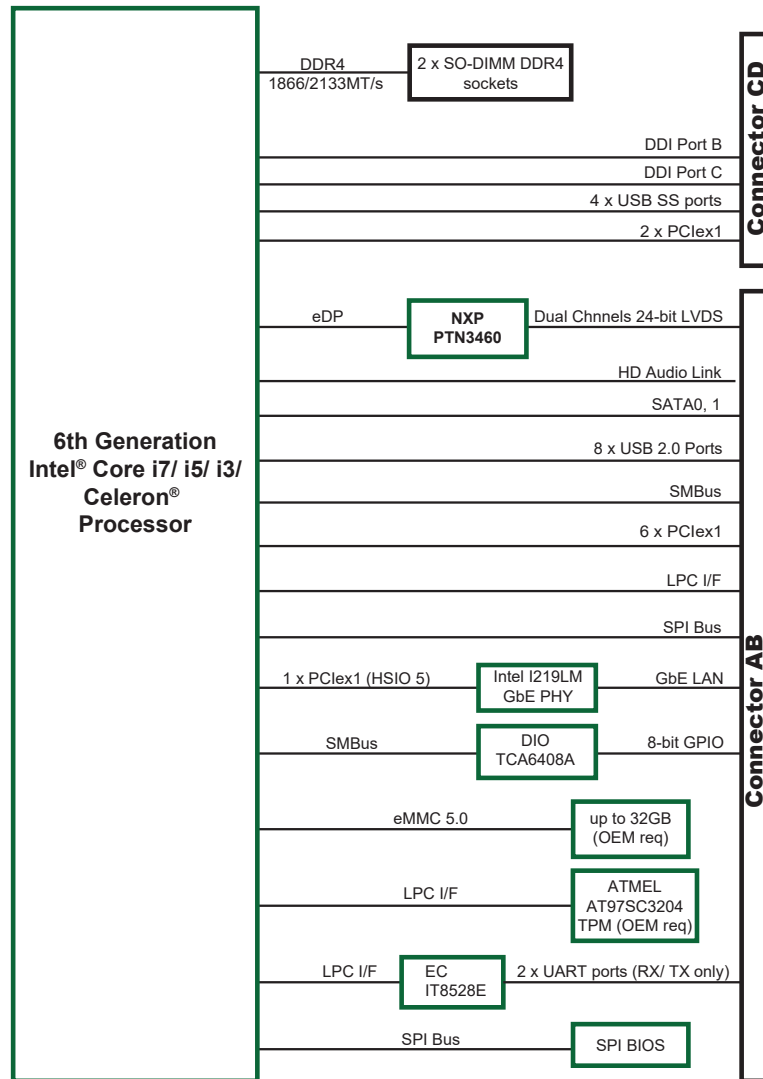 DDR4
1866/2133MT/s
2 x SO-DIMM DDR4
sockets
Connector CD
DDI Port B
DDI Port C
4 x USB SS ports
2 x PCIex1
eDP
NXP
PTN3460
Dual Chnnels 24-bit LVDS
HD Audio Link
SATA0, 1
6th Generation
Intel® Core i7/ i5/ i3/
Celeron®
Processor
8 x USB 2.0 Ports
SMBus
6 x PCIex1
LPC I/F
SPI Bus
Connector AB
1 x PCIex1 (HSIO 5)
Intel I219LM
GbE PHY
GbE LAN
SMBus
DIO
TCA6408A
8-bit GPIO
eMMC 5.0
up to 32GB
(OEM req)
LPC I/F
ATMEL
AT97SC3204
TPM (OEM req)
LPC I/F
EC
IT8528E
2 x UART ports (RX/ TX only)
SPI Bus
SPI BIOS